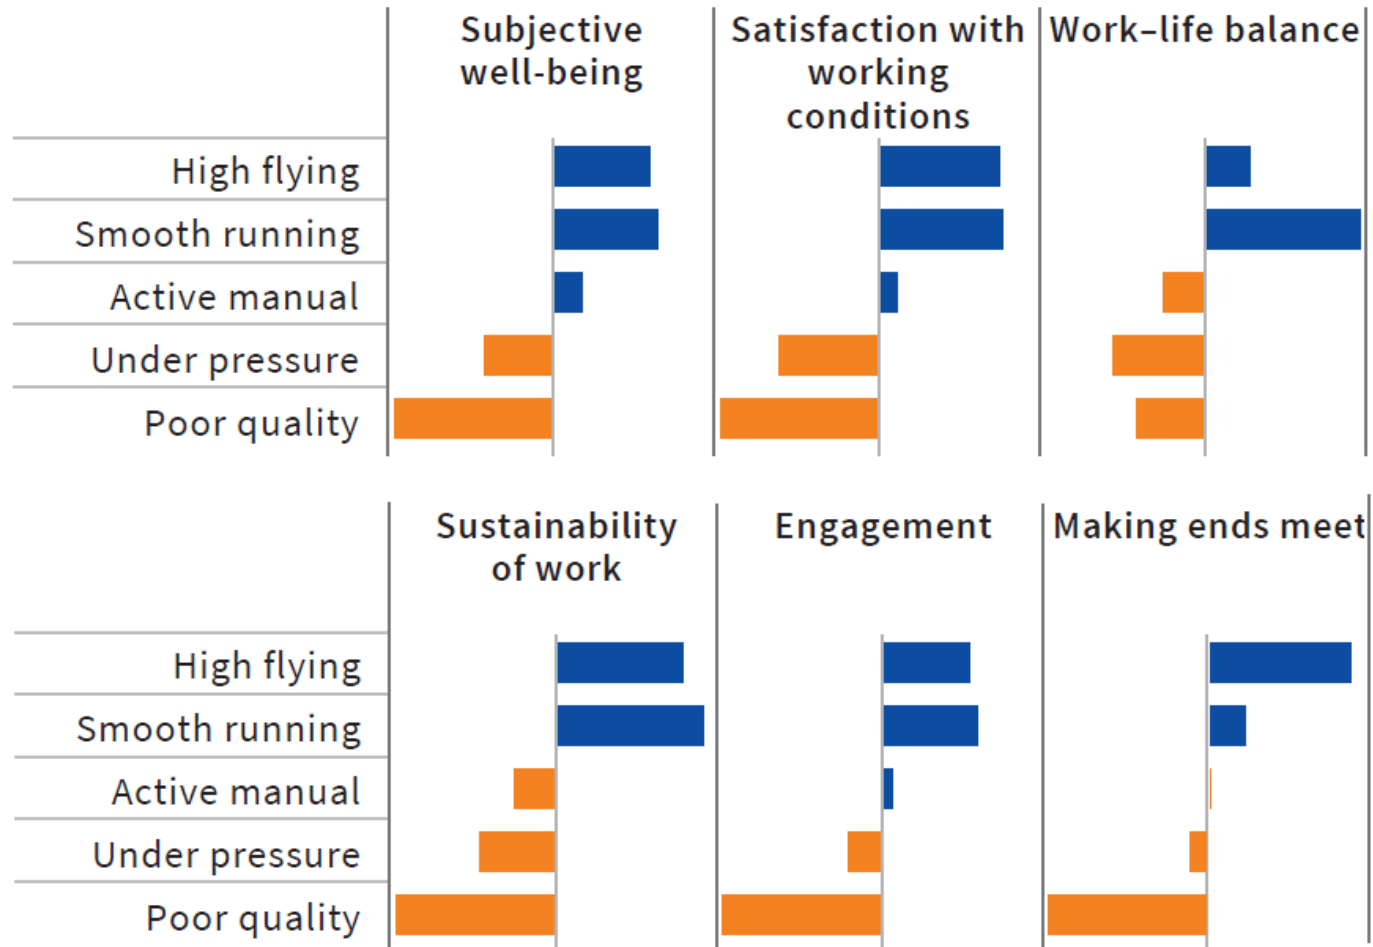 Subjective
well-being
Satisfaction with
working
conditions
Work–life balance
High flying
Smooth running
Active manual
Under pressure
Poor quality
Sustainability
of work
Engagement
Making ends meet
High flying
Smooth running
Active manual
Under pressure
Poor quality